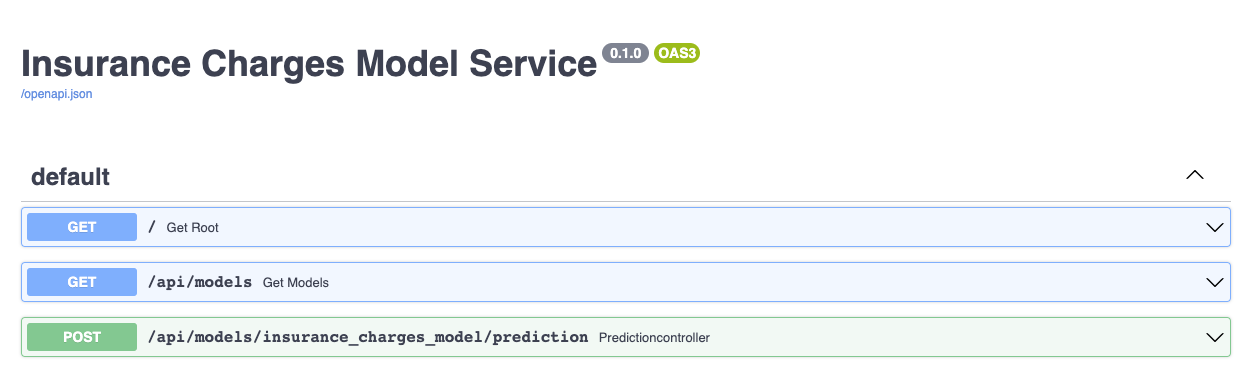 Insurance Charges Model Service 0.1.0 OAS3
/openapi.json
default
GET / Get Root
GET /api/models Get Models
POST /api/models/insurance_charges_model/prediction Predictioncontroller